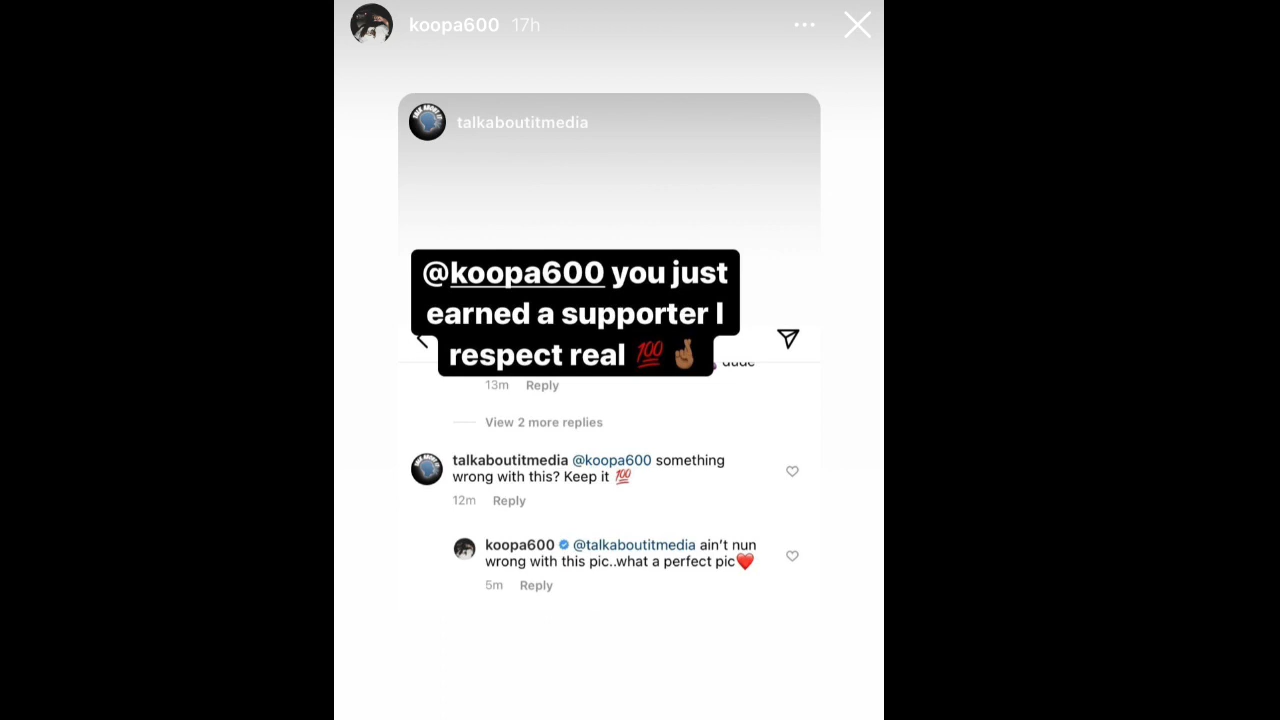 koopa600 17h
talkaboutitmedia
@koopa600 you just
earned a supporter I
respect real 💯🤞🏾
dude
13m Reply
View 2 more replies
talkaboutitmedia @koopa600 something
wrong with this? Keep it 💯
12m Reply
koopa600 @talkaboutitmedia ain't nun
wrong with this pic..what a perfect pic❤️
5m Reply